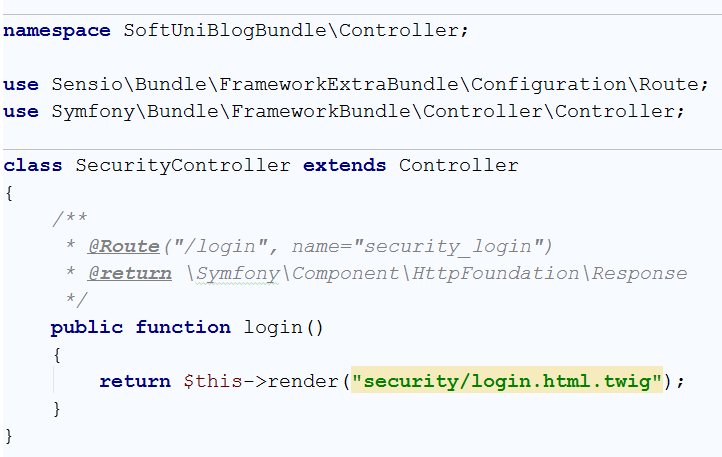 namespace SoftUniBlogBundle\Controller;
use Sensio\Bundle\FrameworkExtraBundle\Configuration\Route;
use Symfony\Bundle\FrameworkBundle\Controller\Controller;
class SecurityController extends Controller
{
    /**
     * @Route("/login", name="security_login")
     * @return \Symfony\Component\HttpFoundation\Response
     */
    public function login()
    {
        return $this->render("security/login.html.twig");
    }
}